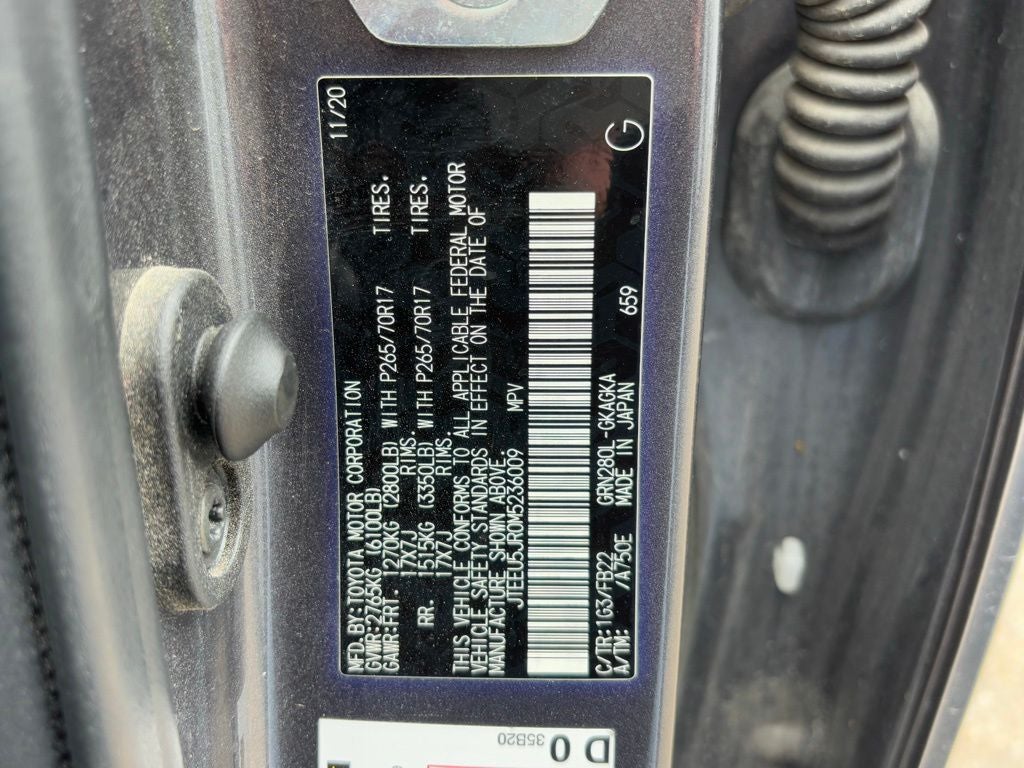 MFD.BY:TOYOTA MOTOR CORPORATION 11/20
GVWR:2765KG (6100LB)
GAWR:FRT. 1270KG (2800LB) WITH P265/70R17 TIRES.
17X7J RIMS.
RR. 1515KG (3350LB) WITH P265/70R17 TIRES.
17X7J RIMS.
THIS VEHICLE CONFORMS TO ALL APPLICABLE FEDERAL MOTOR
VEHICLE SAFETY STANDARDS IN EFFECT ON THE DATE OF
MANUFACTURE SHOWN ABOVE.
JTEEU5JR0M5236009 MPV
C/TR:1G3/FB22 GRN280L-GKAGKA 659 G
A/TM: /A750E MADE IN JAPAN
35B20
D 0